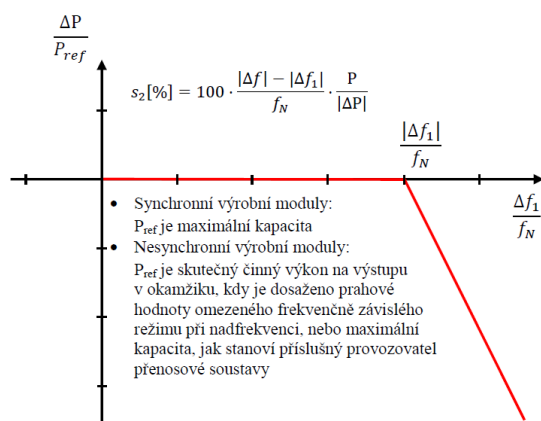 ΔP
P_ref
s₂[%] = 100 · (|Δf| − |Δf₁|)/f_N · P/|ΔP|
|Δf₁|
f_N
Δf₁
f_N
• Synchronní výrobní moduly:
P_ref je maximální kapacita
• Nesynchronní výrobní moduly:
P_ref je skutečný činný výkon na výstupu
v okamžiku, kdy je dosaženo prahové
hodnoty omezeného frekvenčně závislého
režimu při nadfrekvenci, nebo maximální
kapacita, jak stanoví příslušný provozovatel
přenosové soustavy